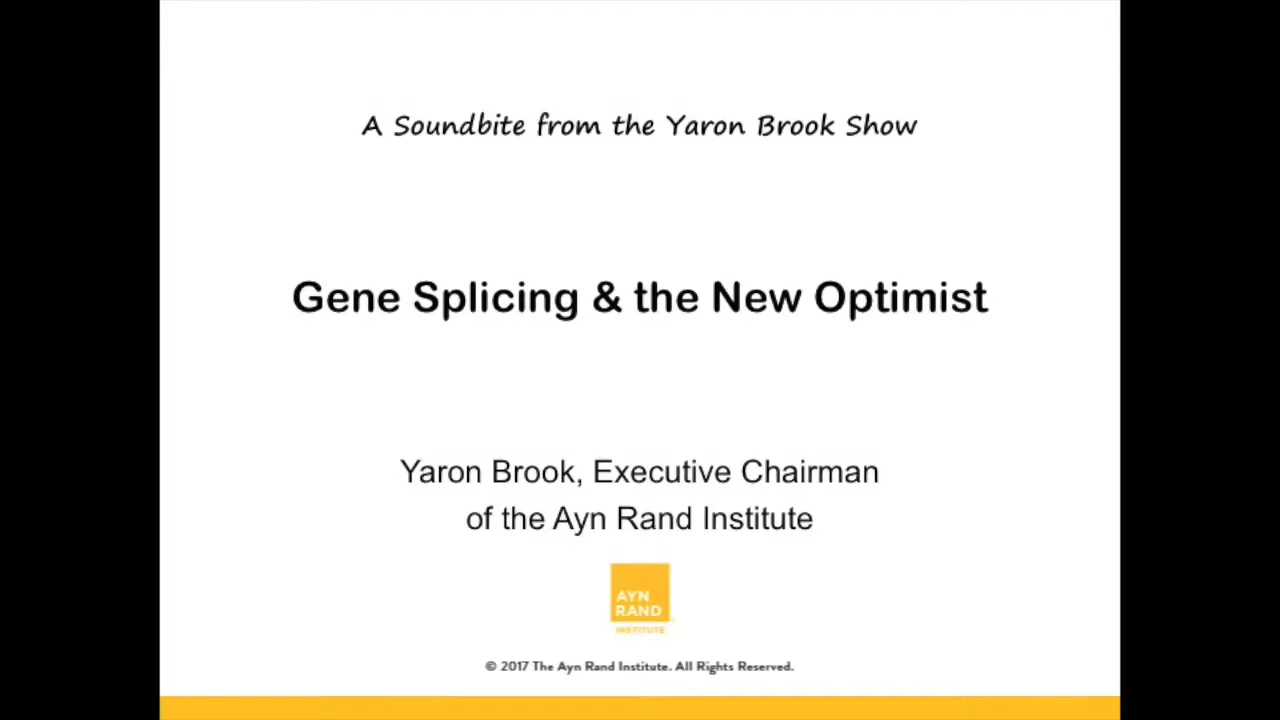 A Soundbite from the Yaron Brook Show
Gene Splicing & the New Optimist
Yaron Brook, Executive Chairman
of the Ayn Rand Institute
AYN
RAND
INSTITUTE
© 2017 The Ayn Rand Institute. All Rights Reserved.